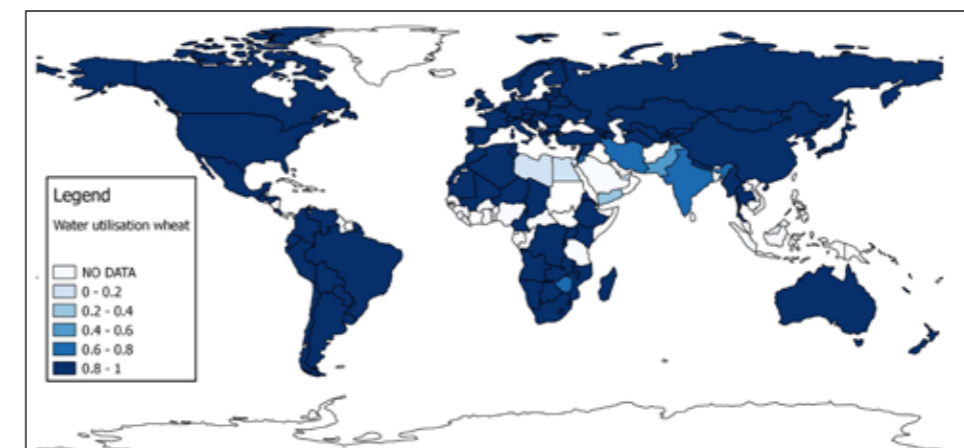 Legend
Water utilisation wheat
NO DATA
0 - 0.2
0.2 - 0.4
0.4 - 0.6
0.6 - 0.8
0.8 - 1